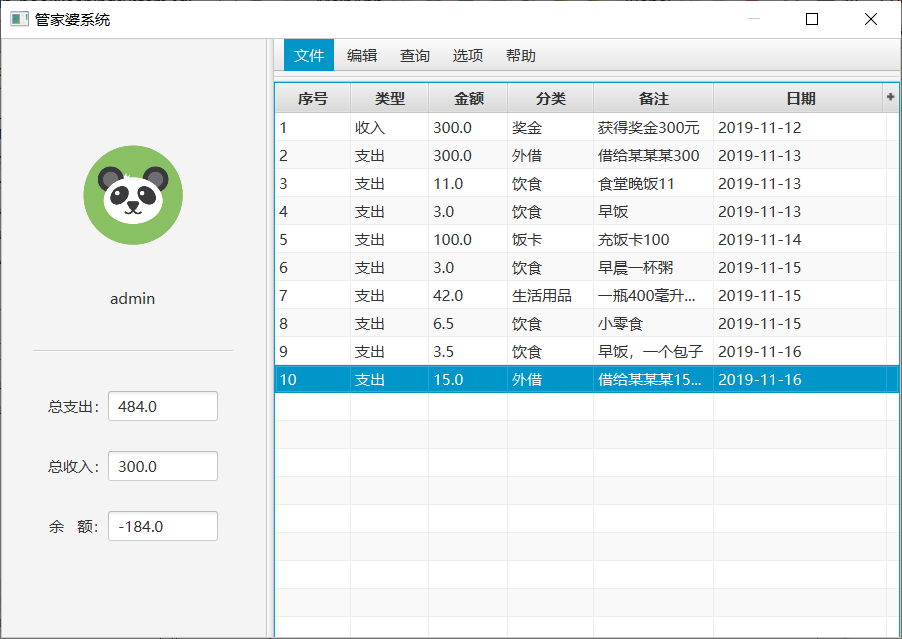 管家婆系统
文件 编辑 查询 选项 帮助
admin
总支出: 484.0
总收入: 300.0
余 额: -184.0
序号 类型 金额 分类 备注 日期 +
1 收入 300.0 奖金 获得奖金300元 2019-11-12
2 支出 300.0 外借 借给某某某300 2019-11-13
3 支出 11.0 饮食 食堂晚饭11 2019-11-13
4 支出 3.0 饮食 早饭 2019-11-13
5 支出 100.0 饭卡 充饭卡100 2019-11-14
6 支出 3.0 饮食 早晨一杯粥 2019-11-15
7 支出 42.0 生活用品 一瓶400毫升... 2019-11-15
8 支出 6.5 饮食 小零食 2019-11-15
9 支出 3.5 饮食 早饭，一个包子 2019-11-16
10 支出 15.0 外借 借给某某某15... 2019-11-16